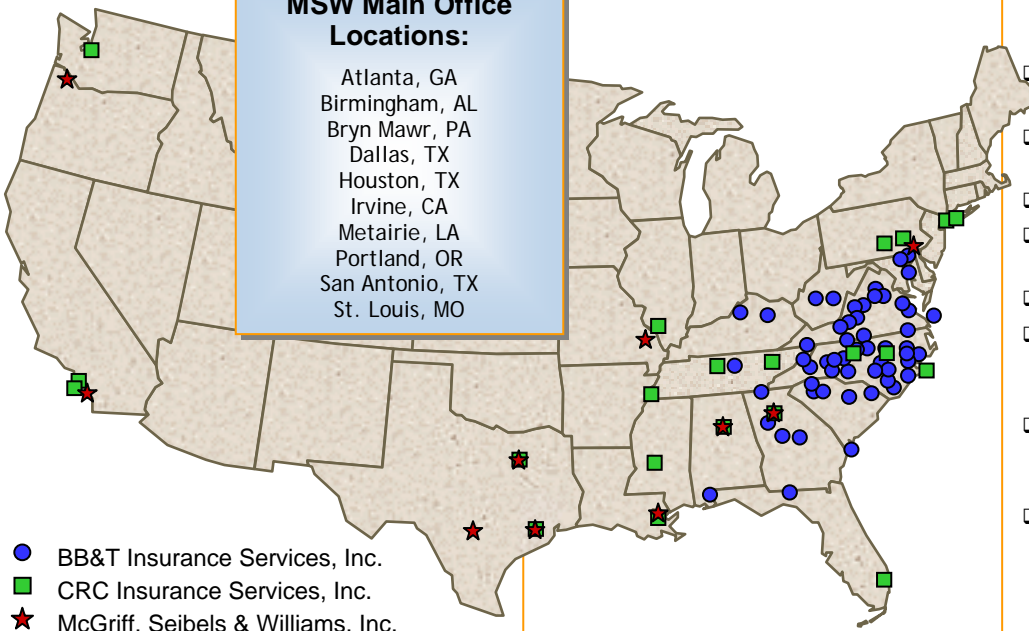 MSW Main Office
Locations:
Atlanta, GA
Birmingham, AL
Bryn Mawr, PA
Dallas, TX
Houston, TX
Irvine, CA
Metairie, LA
Portland, OR
San Antonio, TX
St. Louis, MO
BB&T Insurance Services, Inc.
CRC Insurance Services, Inc.
McGriff, Seibels & Williams, Inc.